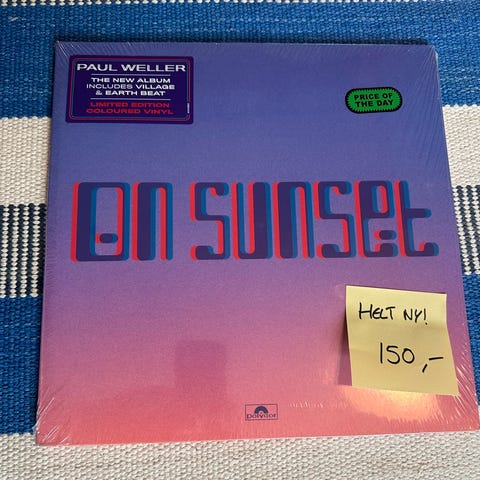 PAUL WELLER
THE NEW ALBUM
INCLUDES VILLAGE
& EARTH BEAT
LIMITED EDITION
COLOURED VINYL
PRICE OF
THE DAY
On SUNSET
HELT NY!
150,-
Polydor